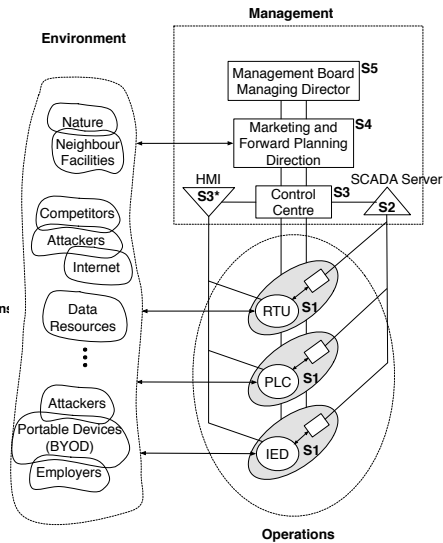 Management
Environment
Management Board
Managing Director
S5
Marketing and
Forward Planning
Direction
S4
Nature
Neighbour
Facilities
HMI
S3*
Control
Centre
S3
SCADA Server
S2
Competitors
Attackers
Internet
Data
Resources
RTU
S1
PLC
S1
Attackers
Portable Devices
(BYOD)
Employers
IED
S1
Operations